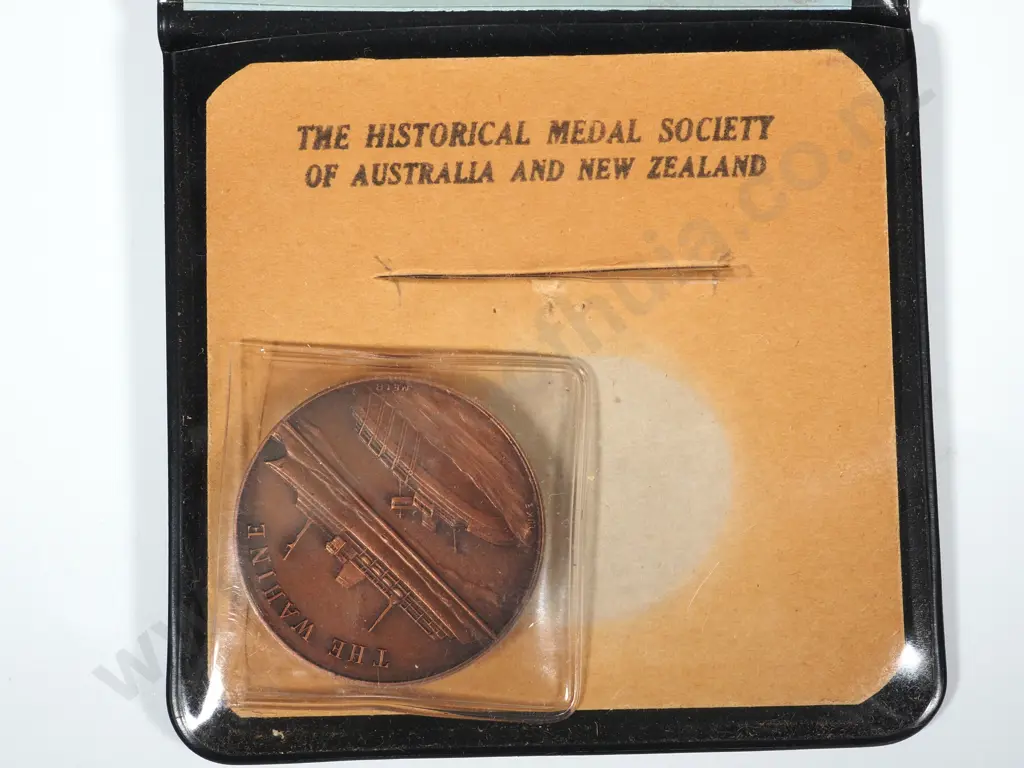 THE HISTORICAL MEDAL SOCIETY
OF AUSTRALIA AND NEW ZEALAND
THE WAHINE